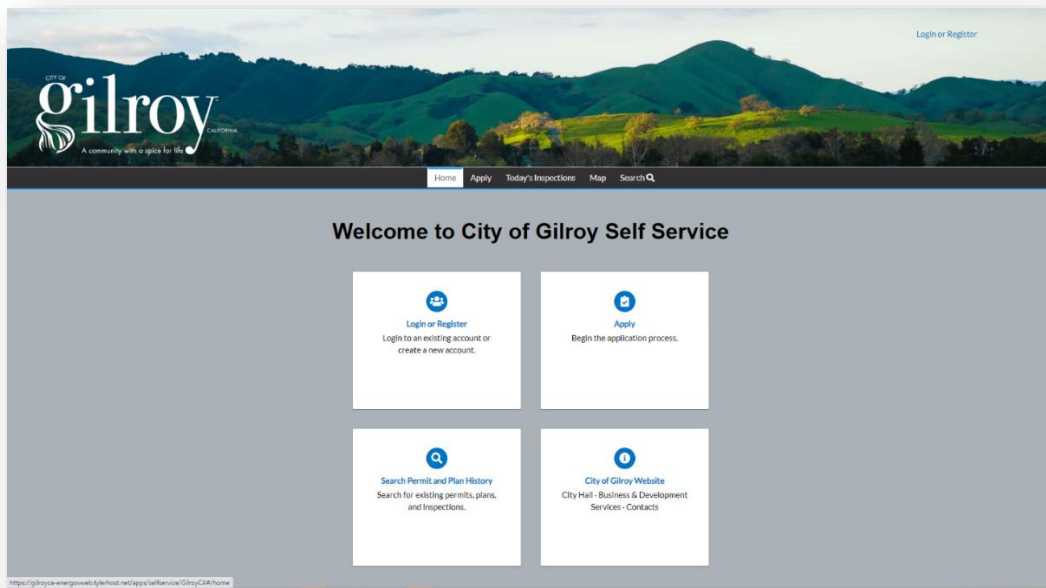 Login or Register
CITY OF
gilroy
CALIFORNIA
A community with a spice for life
Home Apply Today's Inspections Map Search
Welcome to City of Gilroy Self Service
Login or Register
Login to an existing account or
create a new account.
Apply
Begin the application process.
Search Permit and Plan History
Search for existing permits, plans,
and inspections.
City of Gilroy Website
City Hall - Business & Development
Services - Contacts
https://gilroyca-energovweb.tylerhost.net/apps/selfservice/GilroyCA#/home